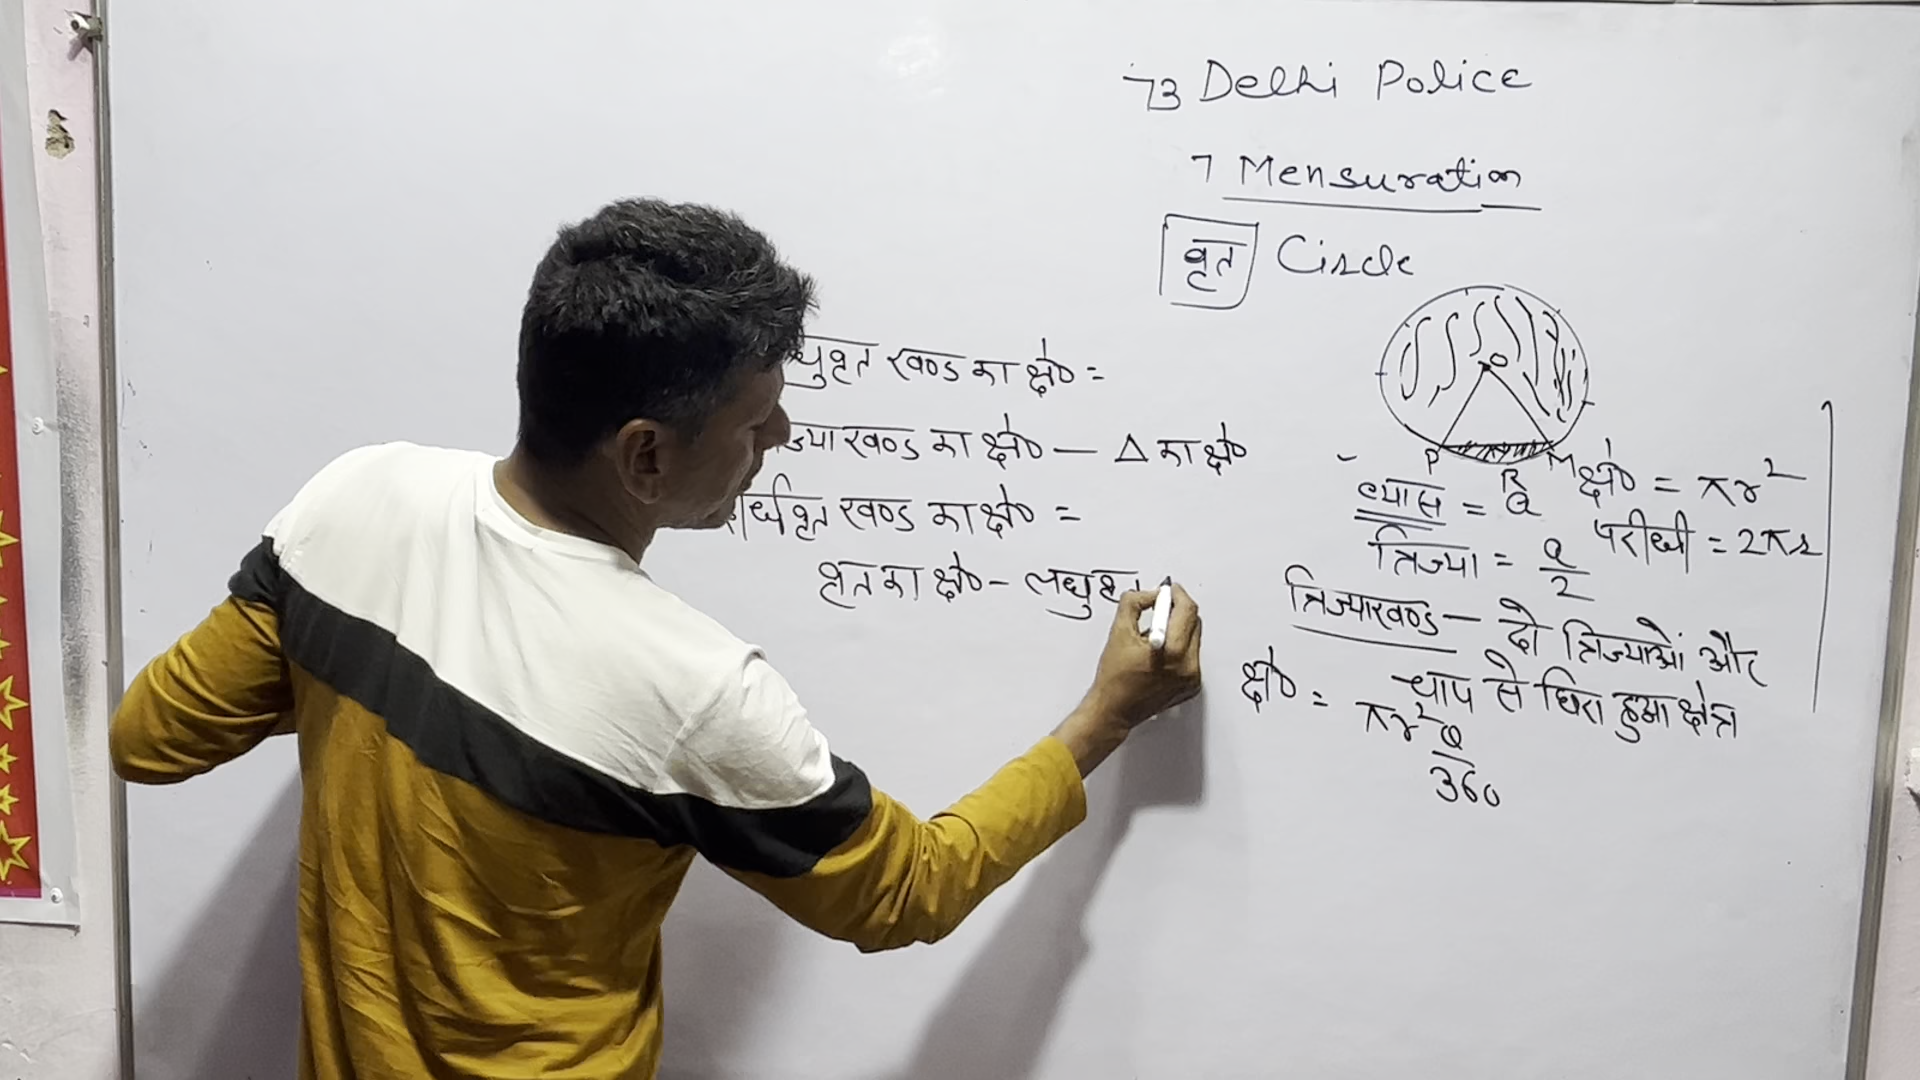 73 Delhi Police
7 Mensuration
वृत Circle
खण्ड का क्षे० =
खण्ड का क्षे० — Δ का क्षे०
वृत खण्ड का क्षे० =
वृत का क्षे० - लघु
O
P R M
व्यास = Q
क्षे० = πr²
त्रिज्या = Q/2
परीधी = 2πr
त्रिज्याखण्ड — दो त्रिज्याओं और
चाप से घिरा हुआ क्षेत्र
क्षे० = πr² Q/360